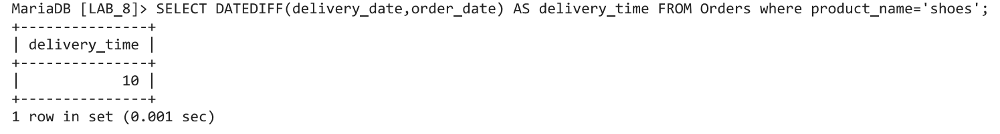 MariaDB [LAB_8]> SELECT DATEDIFF(delivery_date,order_date) AS delivery_time FROM Orders where product_name='shoes';
+---------------+
| delivery_time |
+---------------+
|            10 |
+---------------+
1 row in set (0.001 sec)